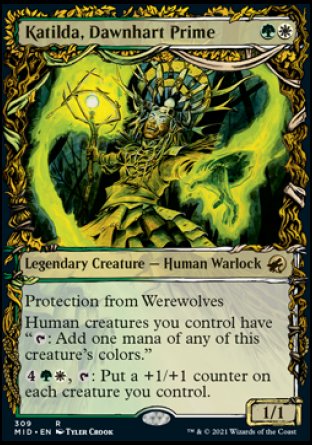 Katilda, Dawnhart Prime
Legendary Creature — Human Warlock
Protection from Werewolves
Human creatures you control have
“: Add one mana of any of this
creature's colors.”
4 , : Put a +1/+1 counter on
each creature you control.
1/1
309 R
MID • EN Tyler Crook
™ & © 2021 Wizards of the Coast